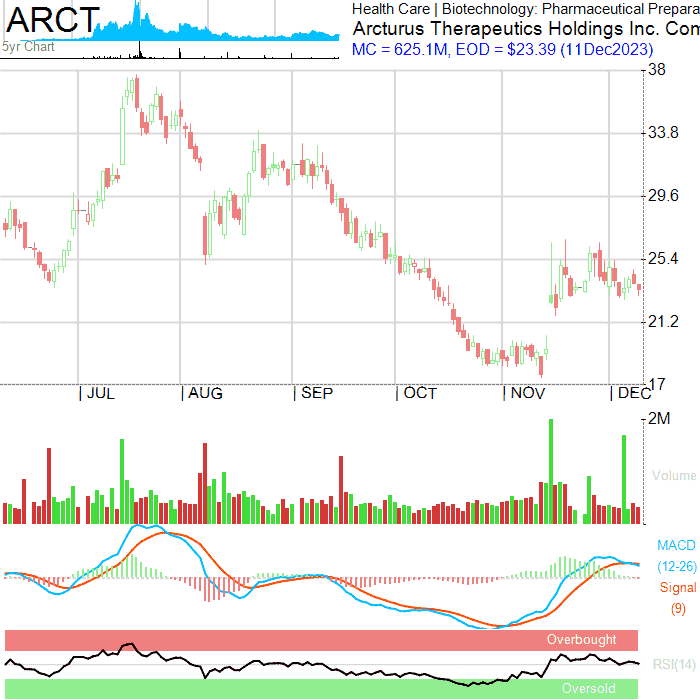 ARCT
5yr Chart
Health Care | Biotechnology: Pharmaceutical Prepara
Arcturus Therapeutics Holdings Inc. Com
MC = 625.1M, EOD = $23.39 (11Dec2023)
38
33.8
29.6
25.4
21.2
17
| JUL | AUG | SEP | OCT | NOV | DEC
2M
Volume
MACD
(12-26)
Signal
(9)
Overbought
RSI(14)
Oversold